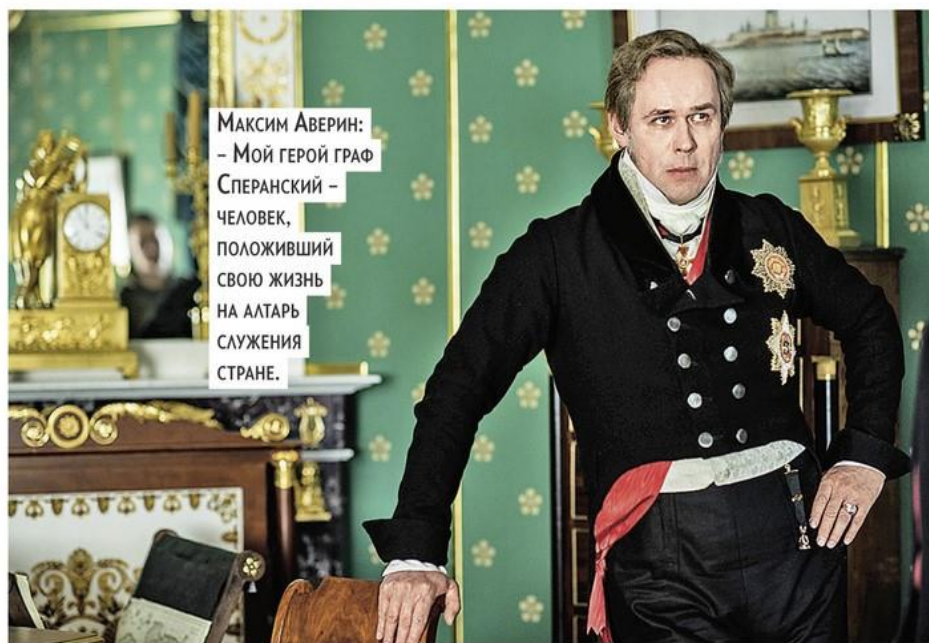 Максим Аверин:
– Мой герой граф
Сперанский –
человек,
положивший
свою жизнь
на алтарь
служения
стране.